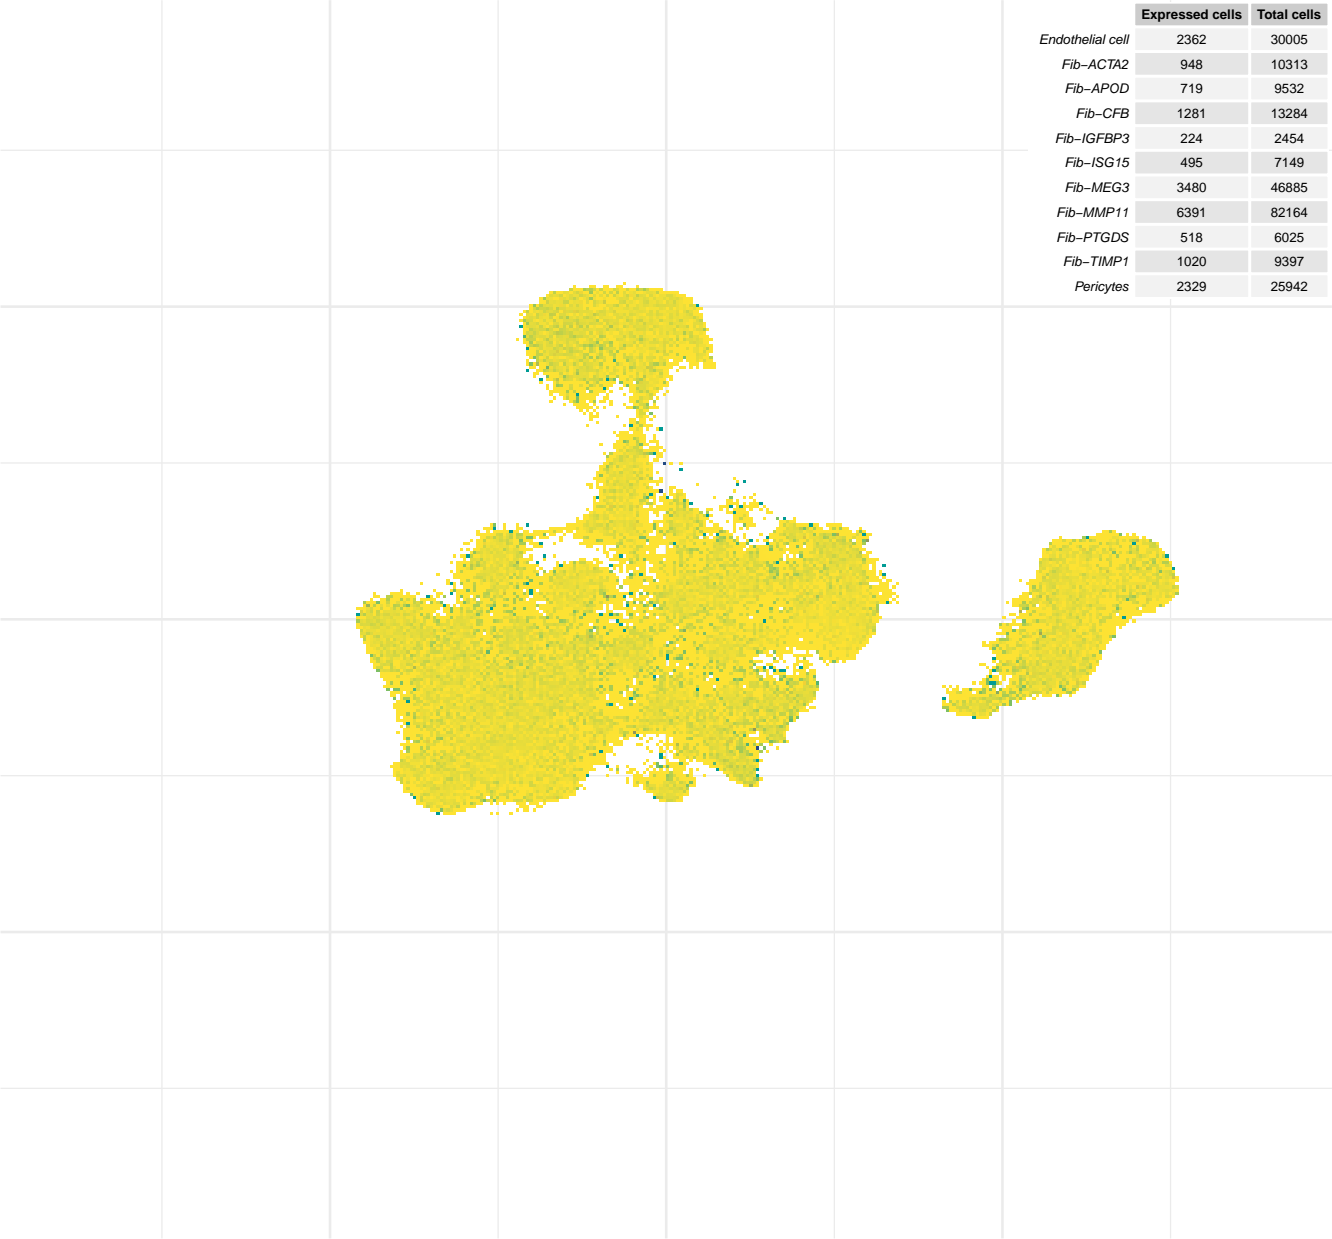 Expressed cells Total cells
Endothelial cell 2362 30005
Fib−ACTA2 948 10313
Fib−APOD 719 9532
Fib−CFB 1281 13284
Fib−IGFBP3 224 2454
Fib−ISG15 495 7149
Fib−MEG3 3480 46885
Fib−MMP11 6391 82164
Fib−PTGDS 518 6025
Fib−TIMP1 1020 9397
Pericytes 2329 25942